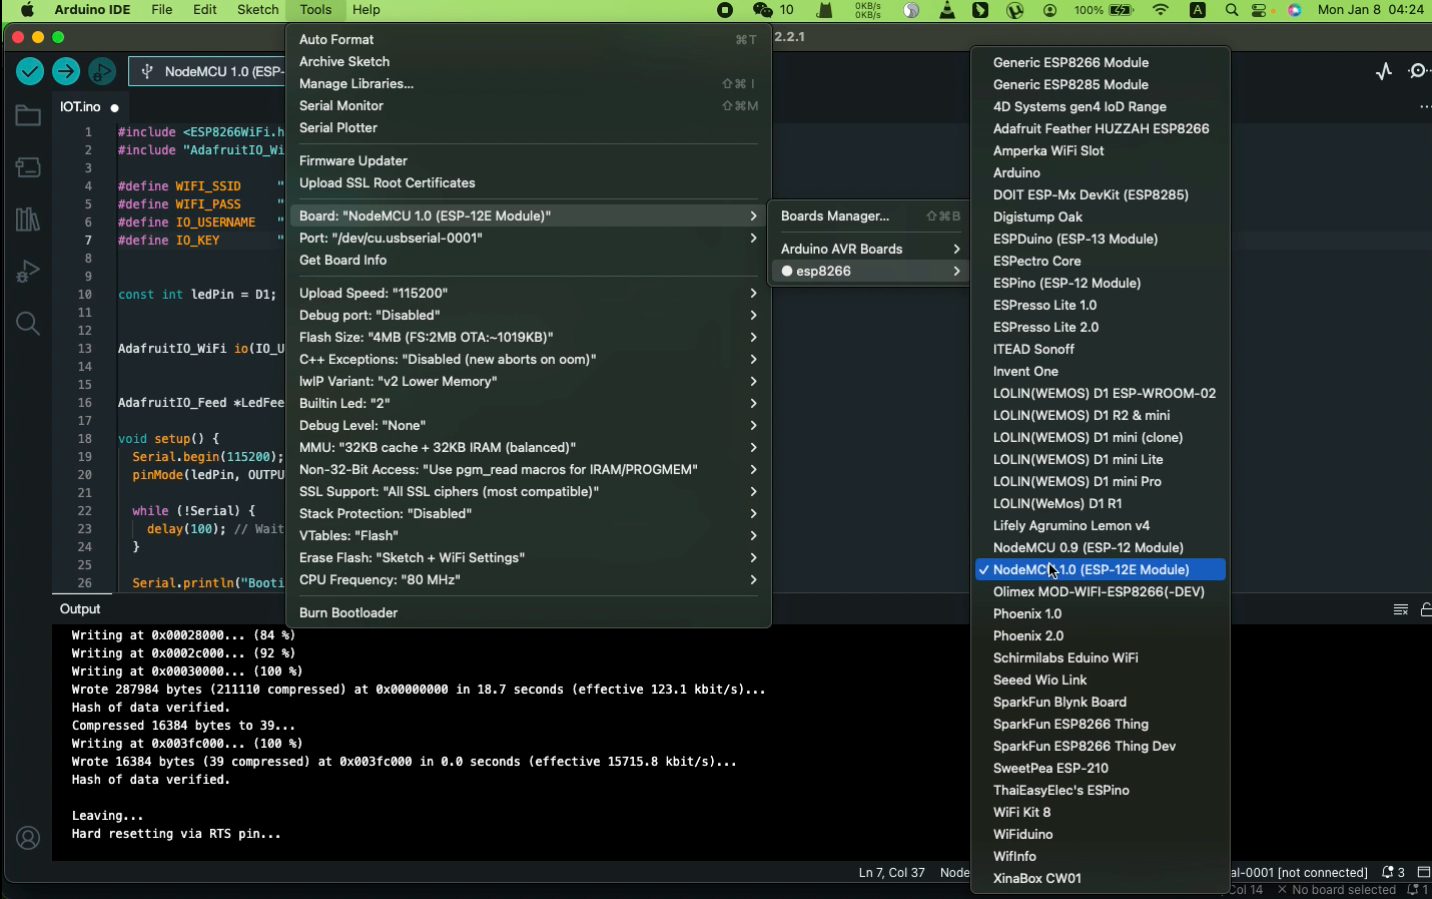 Arduino IDE File Edit Sketch Tools Help
10 0KB/s 0KB/s 100% A Mon Jan 8 04:24
2.2.1
NodeMCU 1.0 (ESP-
IOT.ino
1 #include <ESP8266WiFi.h
2 #include "AdafruitIO_Wi
3
4 #define WIFI_SSID "
5 #define WIFI_PASS "
6 #define IO_USERNAME "
7 #define IO_KEY "
8
9
10 const int ledPin = D1;
11
12
13 AdafruitIO_WiFi io(IO_U
14
15
16 AdafruitIO_Feed *LedFee
17
18 void setup() {
19 Serial.begin(115200);
20 pinMode(ledPin, OUTPU
21
22 while (!Serial) {
23 delay(100); // Wait
24 }
25
26 Serial.println("Booti
Auto Format ⌘T
Archive Sketch
Manage Libraries... ⇧⌘I
Serial Monitor ⇧⌘M
Serial Plotter
Firmware Updater
Upload SSL Root Certificates
Board: "NodeMCU 1.0 (ESP-12E Module)"
Port: "/dev/cu.usbserial-0001"
Get Board Info
Upload Speed: "115200"
Debug port: "Disabled"
Flash Size: "4MB (FS:2MB OTA:~1019KB)"
C++ Exceptions: "Disabled (new aborts on oom)"
lwIP Variant: "v2 Lower Memory"
Builtin Led: "2"
Debug Level: "None"
MMU: "32KB cache + 32KB IRAM (balanced)"
Non-32-Bit Access: "Use pgm_read macros for IRAM/PROGMEM"
SSL Support: "All SSL ciphers (most compatible)"
Stack Protection: "Disabled"
VTables: "Flash"
Erase Flash: "Sketch + WiFi Settings"
CPU Frequency: "80 MHz"
Burn Bootloader
Boards Manager... ⇧⌘B
Arduino AVR Boards
esp8266
Generic ESP8266 Module
Generic ESP8285 Module
4D Systems gen4 IoD Range
Adafruit Feather HUZZAH ESP8266
Amperka WiFi Slot
Arduino
DOIT ESP-Mx DevKit (ESP8285)
Digistump Oak
ESPDuino (ESP-13 Module)
ESPectro Core
ESPino (ESP-12 Module)
ESPresso Lite 1.0
ESPresso Lite 2.0
ITEAD Sonoff
Invent One
LOLIN(WEMOS) D1 ESP-WROOM-02
LOLIN(WEMOS) D1 R2 & mini
LOLIN(WEMOS) D1 mini (clone)
LOLIN(WEMOS) D1 mini Lite
LOLIN(WEMOS) D1 mini Pro
LOLIN(WeMos) D1 R1
Lifely Agrumino Lemon v4
NodeMCU 0.9 (ESP-12 Module)
✓ NodeMCU 1.0 (ESP-12E Module)
Olimex MOD-WIFI-ESP8266(-DEV)
Phoenix 1.0
Phoenix 2.0
Schirmilabs Eduino WiFi
Seeed Wio Link
SparkFun Blynk Board
SparkFun ESP8266 Thing
SparkFun ESP8266 Thing Dev
SweetPea ESP-210
ThaiEasyElec's ESPino
WiFi Kit 8
WiFiduino
WifInfo
XinaBox CW01
Output
Writing at 0x00028000... (84 %)
Writing at 0x0002c000... (92 %)
Writing at 0x00030000... (100 %)
Wrote 287984 bytes (211110 compressed) at 0x00000000 in 18.7 seconds (effective 123.1 kbit/s)...
Hash of data verified.
Compressed 16384 bytes to 39...
Writing at 0x003fc000... (100 %)
Wrote 16384 bytes (39 compressed) at 0x003fc000 in 0.0 seconds (effective 15715.8 kbit/s)...
Hash of data verified.
Leaving...
Hard resetting via RTS pin...
Ln 7, Col 37 Node al-0001 [not connected] 3
Col 14 × No board selected 1